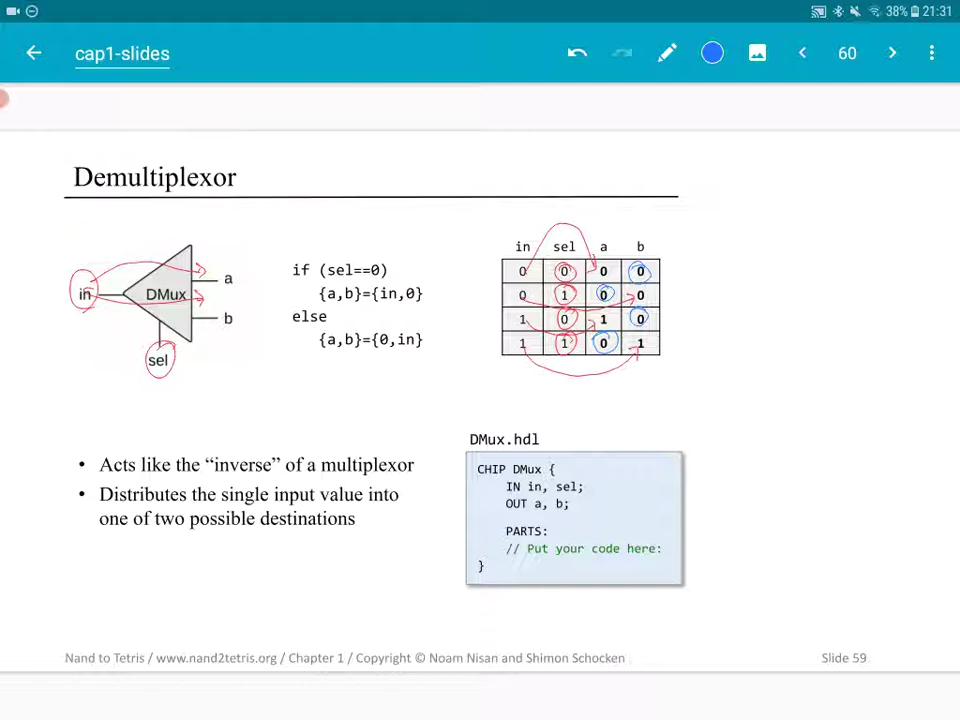 38% 21:31
cap1-slides
60
Demultiplexor
in
DMux
a
b
sel
if (sel==0)
{a,b}={in,0}
else
{a,b}={0,in}
in sel a b
0 0 0 0
0 1 0 0
1 0 1 0
1 1 0 1
• Acts like the “inverse” of a multiplexor
• Distributes the single input value into
one of two possible destinations
DMux.hdl
CHIP DMux {
IN in, sel;
OUT a, b;
PARTS:
// Put your code here:
}
Nand to Tetris / www.nand2tetris.org / Chapter 1 / Copyright © Noam Nisan and Shimon Schocken
Slide 59